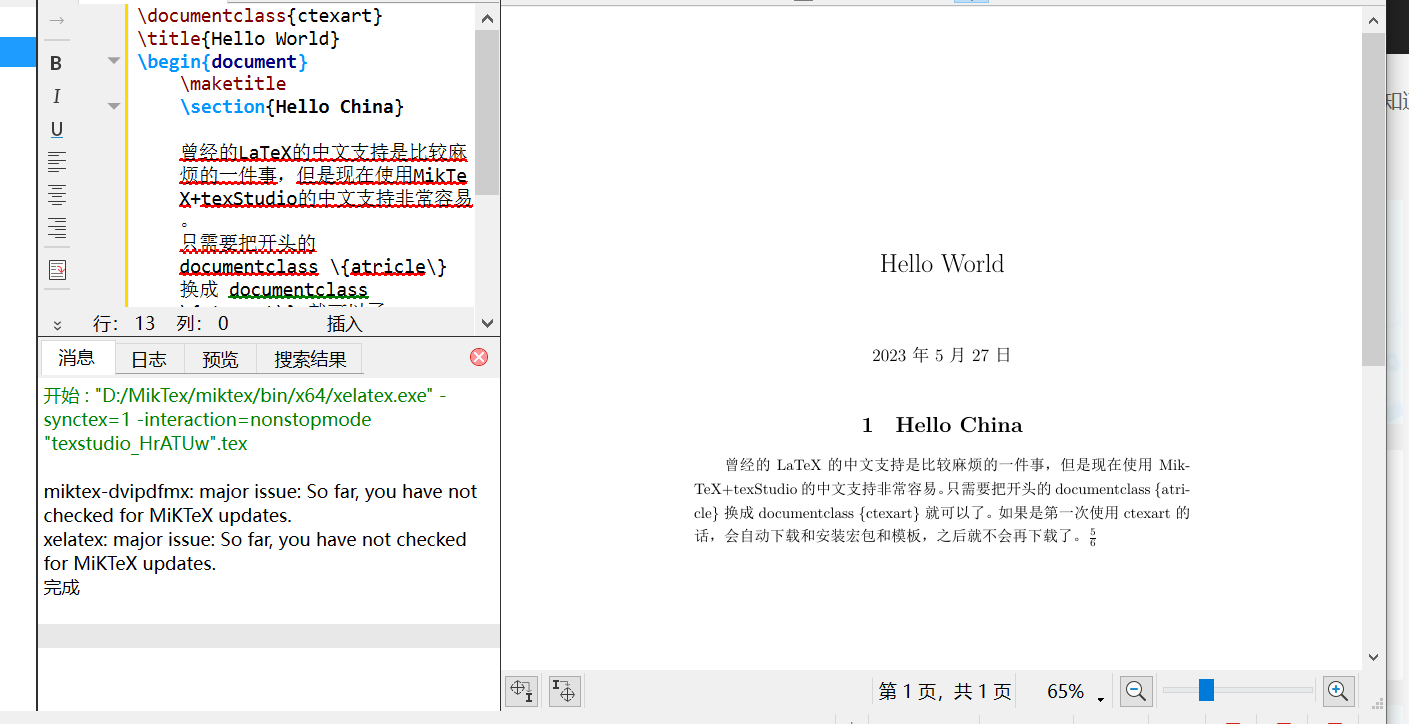 \documentclass{ctexart}
\title{Hello World}
\begin{document}
\maketitle
\section{Hello China}
曾经的LaTeX的中文支持是比较麻
烦的一件事，但是现在使用MikTe
X+texStudio的中文支持非常容易
。
只需要把开头的
documentclass \{atricle\}
换成 documentclass
B
I
U
行： 13 列： 0 插入
消息 日志 预览 搜索结果
开始 : "D:/MikTex/miktex/bin/x64/xelatex.exe" -
synctex=1 -interaction=nonstopmode
"texstudio_HrATUw".tex
miktex-dvipdfmx: major issue: So far, you have not
checked for MiKTeX updates.
xelatex: major issue: So far, you have not checked
for MiKTeX updates.
完成
Hello World
2023 年 5 月 27 日
1 Hello China
曾经的 LaTeX 的中文支持是比较麻烦的一件事，但是现在使用 Mik-
TeX+texStudio 的中文支持非常容易。只需要把开头的 documentclass {atri-
cle} 换成 documentclass {ctexart} 就可以了。如果是第一次使用 ctexart 的
话，会自动下载和安装宏包和模板，之后就不会再下载了。5/6
第 1 页，共 1 页 65%